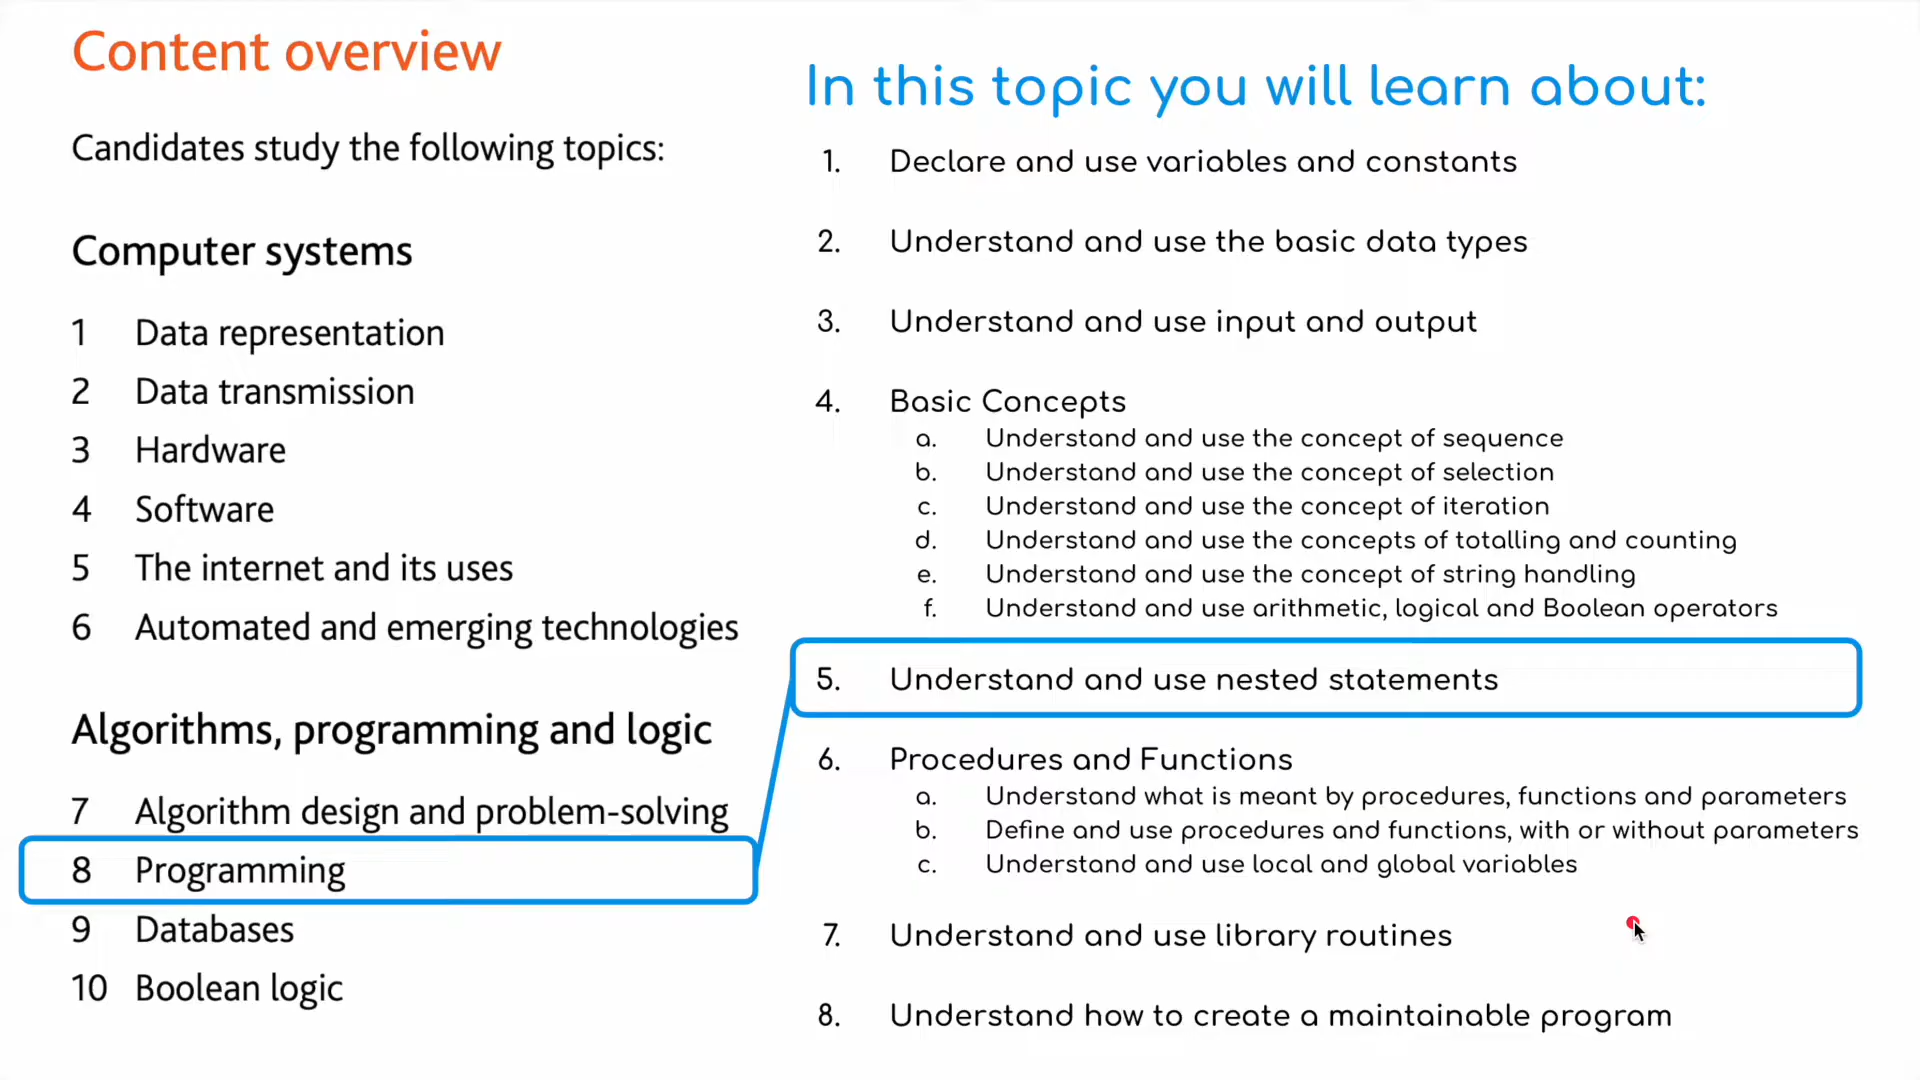 Content overview
Candidates study the following topics:
Computer systems
1 Data representation
2 Data transmission
3 Hardware
4 Software
5 The internet and its uses
6 Automated and emerging technologies
Algorithms, programming and logic
7 Algorithm design and problem-solving
8 Programming
9 Databases
10 Boolean logic
In this topic you will learn about:
1. Declare and use variables and constants
2. Understand and use the basic data types
3. Understand and use input and output
4. Basic Concepts
a. Understand and use the concept of sequence
b. Understand and use the concept of selection
c. Understand and use the concept of iteration
d. Understand and use the concepts of totalling and counting
e. Understand and use the concept of string handling
f. Understand and use arithmetic, logical and Boolean operators
5. Understand and use nested statements
6. Procedures and Functions
a. Understand what is meant by procedures, functions and parameters
b. Define and use procedures and functions, with or without parameters
c. Understand and use local and global variables
7. Understand and use library routines
8. Understand how to create a maintainable program